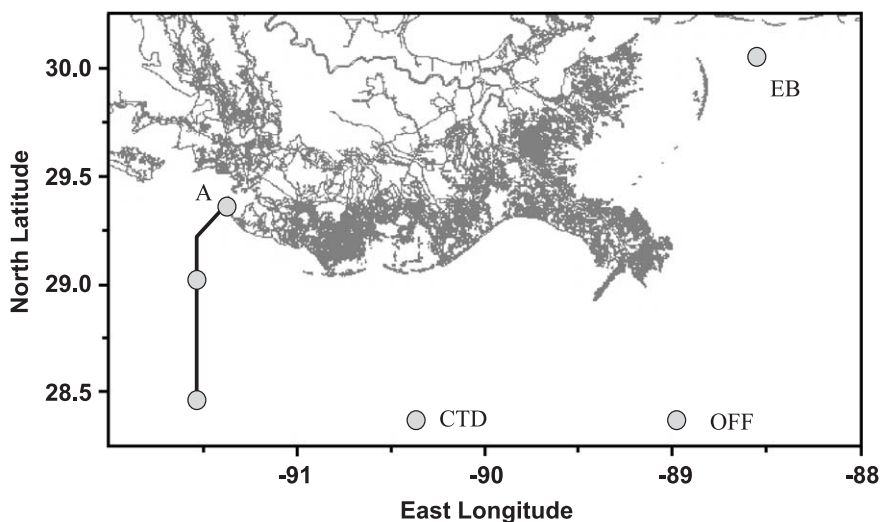 30.0
EB
29.5
A
29.0
28.5
CTD
OFF
-91
-90
-89
-88
North Latitude
East Longitude